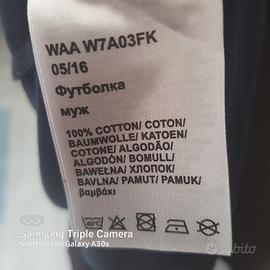 WAA W7A03FK
05/16
Футболка
муж
100% COTTON/ COTON/
BAUMWOLLE/ KATOEN/
COTONE/ ALGODÃO/
ALGODÓN/ BOMULL/
BAWEŁNA/ ХЛОПОК/
BAVLNA/ PAMUT/ PAMUK/
βαμβάκι
Samsung Triple Camera
Scattata con Galaxy A30s
subito